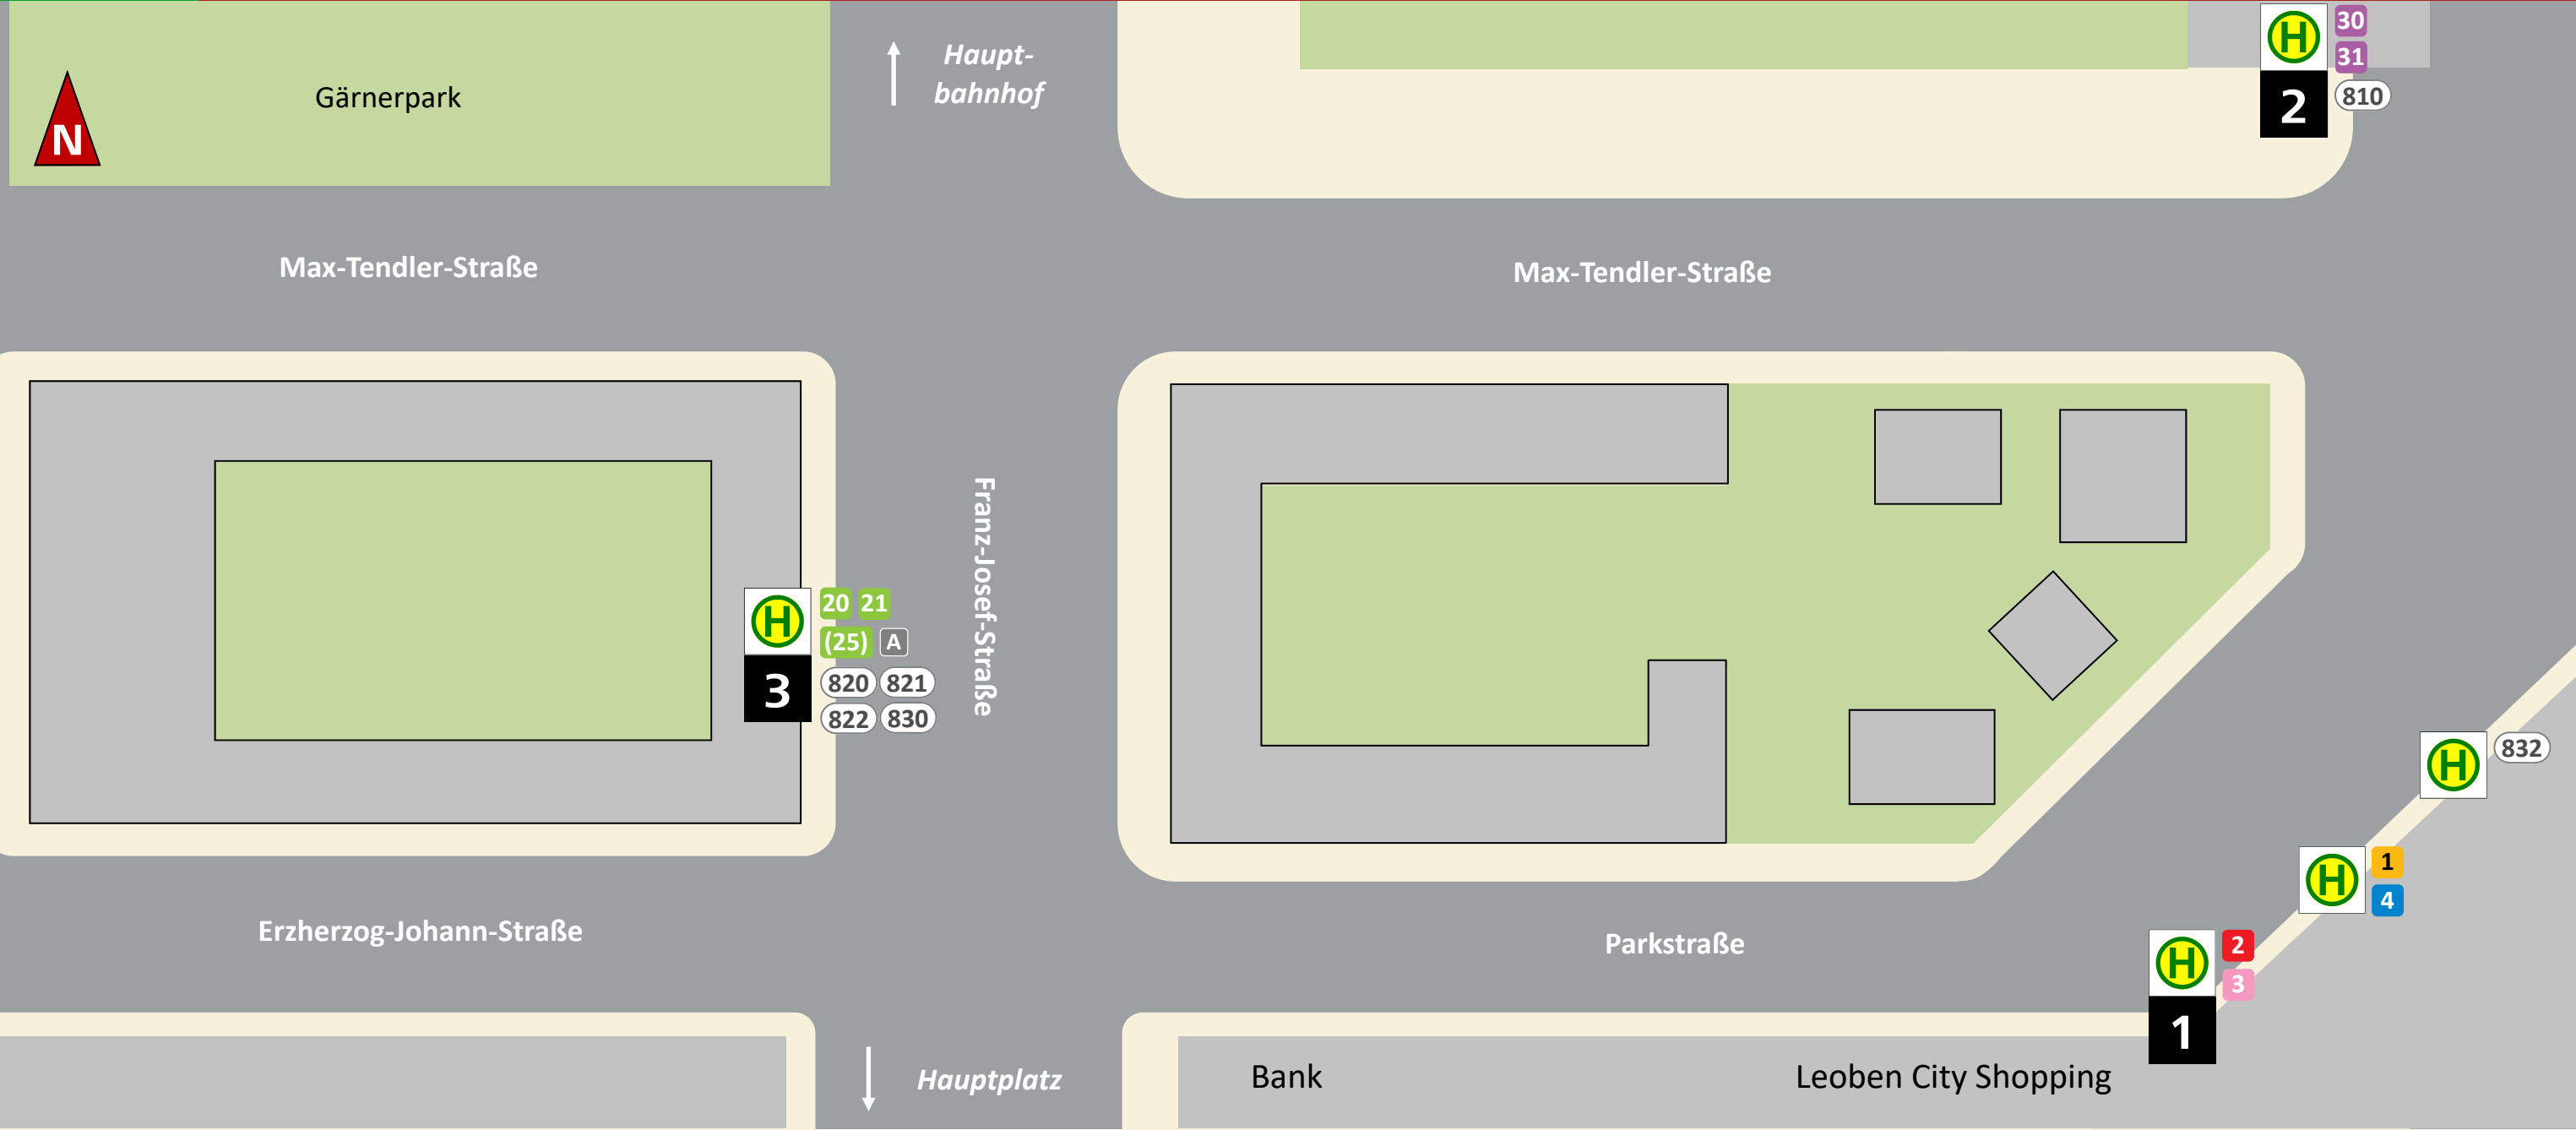 Haupt-
bahnhof
H
30
31
2
810
Gärnerpark
N
Max-Tendler-Straße
Max-Tendler-Straße
Franz-Josef-Straße
H
20 21
(25) A
3
820 821
822 830
H
832
H
1
4
Erzherzog-Johann-Straße
Parkstraße
H
2
3
1
Hauptplatz
Bank
Leoben City Shopping